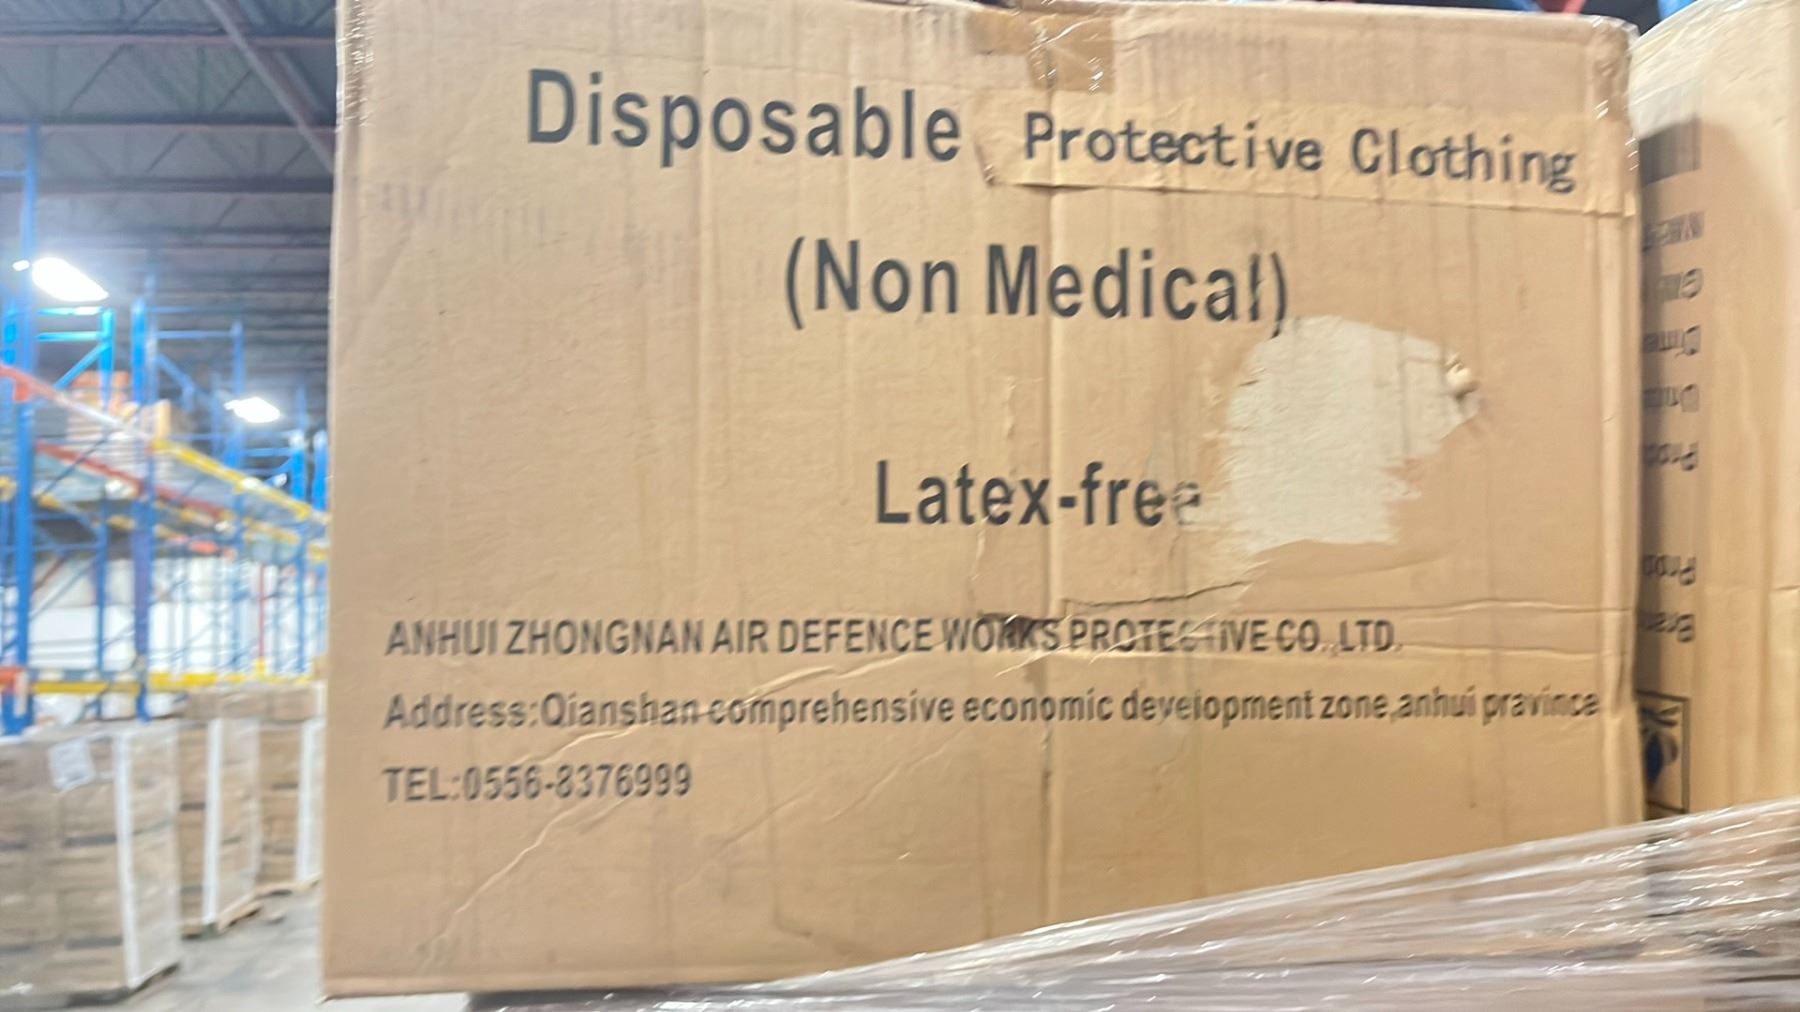 Disposable Protective Clothing
(Non Medical)
Latex-free
ANHUI ZHONGNAN AIR DEFENCE WORKS PROTECTIVE CO.,LTD.
Address:Qianshan comprehensive economic development zone,anhui pravince
TEL:0556-8376999